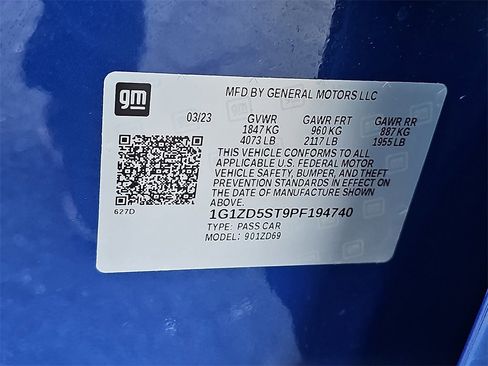 gm
MFD BY GENERAL MOTORS LLC
03/23 GVWR GAWR FRT GAWR RR
1847 KG 960 KG 887 KG
4073 LB 2117 LB 1955 LB
THIS VEHICLE CONFORMS TO ALL
APPLICABLE U.S. FEDERAL MOTOR
VEHICLE SAFETY, BUMPER, AND THEFT
PREVENTION STANDARDS IN EFFECT ON
THE DATE OF MANUFACTURE SHOWN
ABOVE.
627D
1G1ZD5ST9PF194740
TYPE: PASS CAR
MODEL: 901ZD69